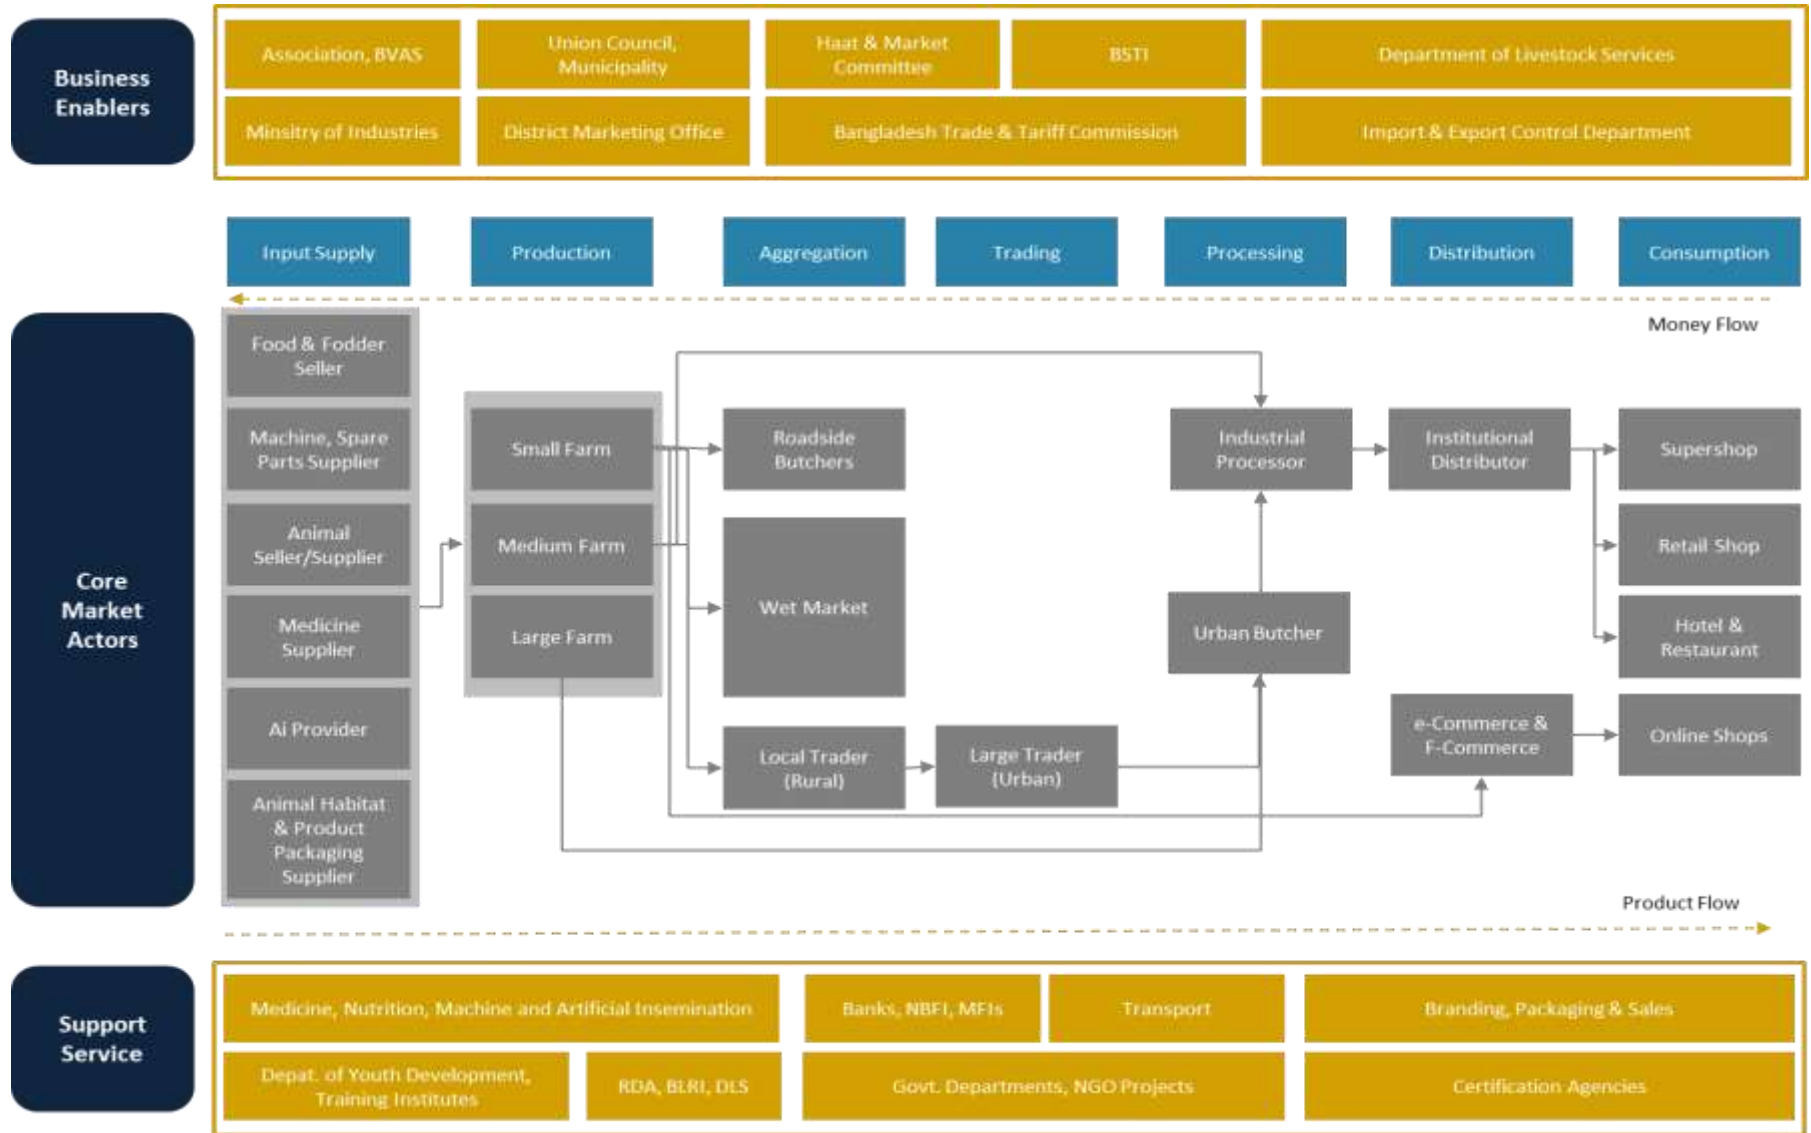 Business
Enablers
Association, BVAS
Union Council,
Municipality
Haat & Market
Committee
BSTI
Department of Livestock Services
Minsitry of Industries
District Marketing Office
Bangladesh Trade & Tariff Commission
Import & Export Control Department
Input Supply
Production
Aggregation
Trading
Processing
Distribution
Consumption
Money Flow
Core
Market
Actors
Food & Fodder
Seller
Machine, Spare
Parts Supplier
Animal
Seller/Supplier
Medicine
Supplier
Ai Provider
Animal Habitat
& Product
Packaging
Supplier
Small Farm
Medium Farm
Large Farm
Roadside
Butchers
Wet Market
Local Trader
(Rural)
Large Trader
(Urban)
Industrial
Processor
Urban Butcher
Institutional
Distributor
e-Commerce &
F-Commerce
Supershop
Retail Shop
Hotel &
Restaurant
Online Shops
Product Flow
Support
Service
Medicine, Nutrition, Machine and Artificial Insemination
Banks, NBFI, MFIs
Transport
Branding, Packaging & Sales
Depat. of Youth Development,
Training Institutes
RDA, BLRI, DLS
Govt. Departments, NGO Projects
Certification Agencies